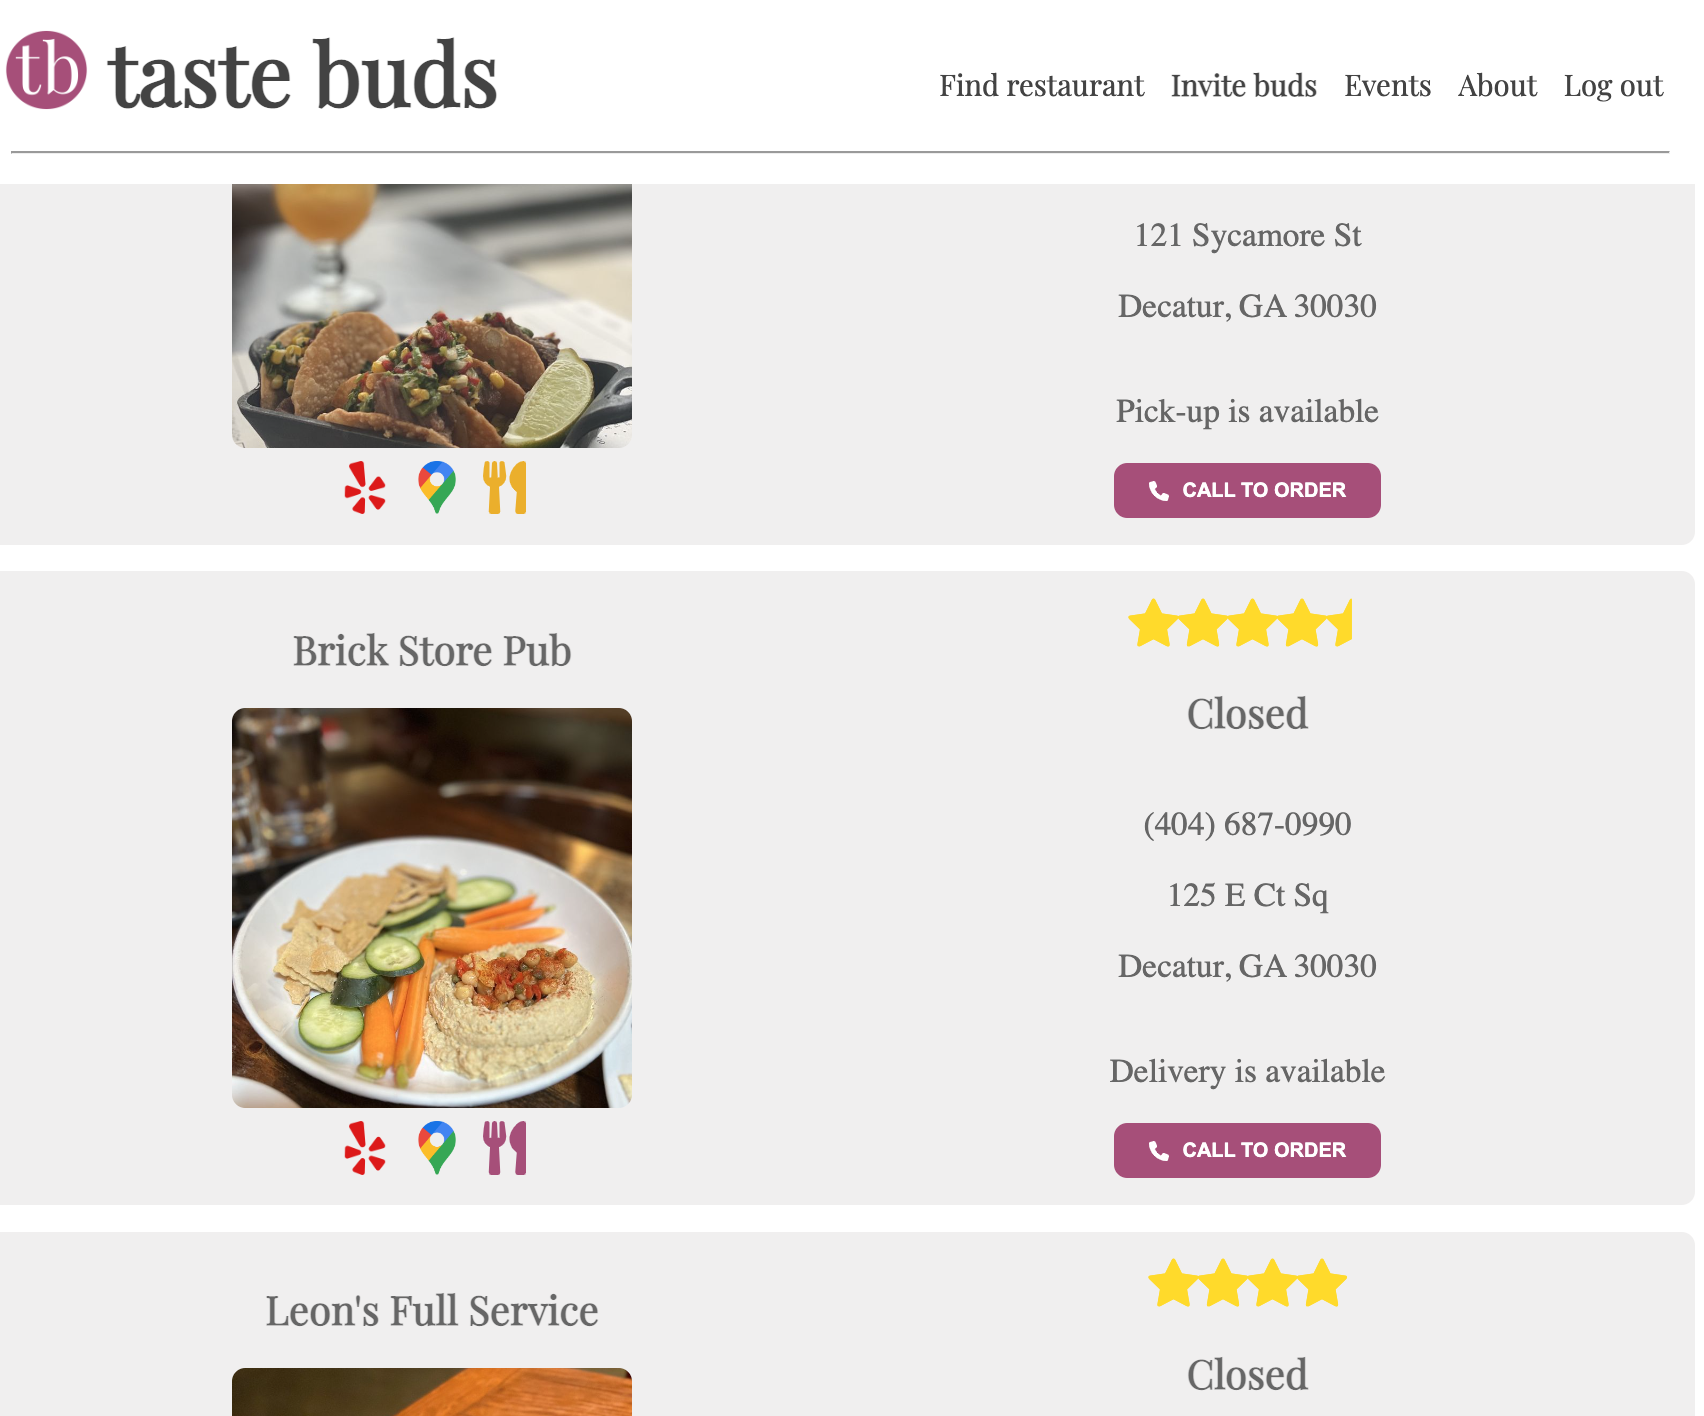 tb taste buds
Find restaurant Invite buds Events About Log out
121 Sycamore St
Decatur, GA 30030
Pick-up is available
CALL TO ORDER
Brick Store Pub
Closed
(404) 687-0990
125 E Ct Sq
Decatur, GA 30030
Delivery is available
CALL TO ORDER
Leon's Full Service
Closed